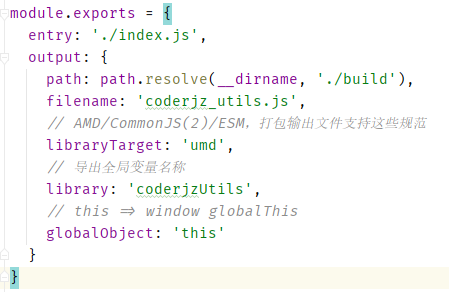 module.exports = {
  entry: './index.js',
  output: {
    path: path.resolve(__dirname, './build'),
    filename: 'coderjz_utils.js',
    // AMD/CommonJS(2)/ESM，打包输出文件支持这些规范
    libraryTarget: 'umd',
    // 导出全局变量名称
    library: 'coderjzUtils',
    // this => window globalThis
    globalObject: 'this'
  }
}